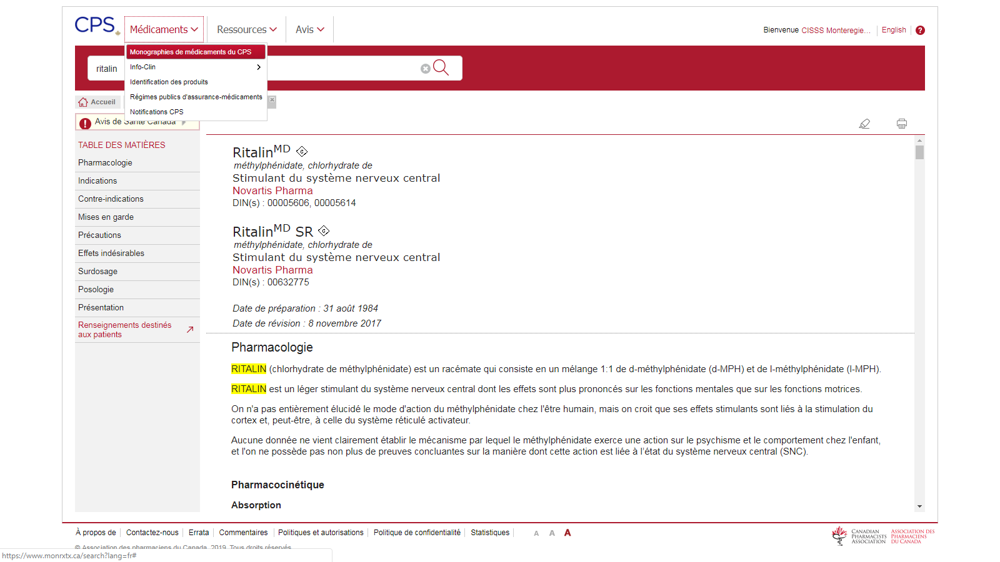 CPS
Médicaments
Ressources
Avis
Bienvenue CISSS Monteregie...
English
?
ritalin
Monographies de médicaments du CPS
Info-Clin
Identification des produits
Régimes publics d'assurance-médicaments
Notifications CPS
Accueil
Avis de Santé Canada
TABLE DES MATIÈRES
Pharmacologie
Indications
Contre-indications
Mises en garde
Précautions
Effets indésirables
Surdosage
Posologie
Présentation
Renseignements destinés
aux patients
Ritalin MD C
méthylphénidate, chlorhydrate de
Stimulant du système nerveux central
Novartis Pharma
DIN(s) : 00005606, 00005614
Ritalin MD SR C
méthylphénidate, chlorhydrate de
Stimulant du système nerveux central
Novartis Pharma
DIN(s) : 00632775
Date de préparation : 31 août 1984
Date de révision : 8 novembre 2017
Pharmacologie
RITALIN (chlorhydrate de méthylphénidate) est un racémate qui consiste en un mélange 1:1 de d-méthylphénidate (d-MPH) et de l-méthylphénidate (l-MPH).
RITALIN est un léger stimulant du système nerveux central dont les effets sont plus prononcés sur les fonctions mentales que sur les fonctions motrices.
On n'a pas entièrement élucidé le mode d'action du méthylphénidate chez l'être humain, mais on croit que ses effets stimulants sont liés à la stimulation du
cortex et, peut-être, à celle du système réticulé activateur.
Aucune donnée ne vient clairement établir le mécanisme par lequel le méthylphénidate exerce une action sur le psychisme et le comportement chez l'enfant,
et l'on ne possède pas non plus de preuves concluantes sur la manière dont cette action est liée à l'état du système nerveux central (SNC).
Pharmacocinétique
Absorption
À propos de
Contactez-nous
Errata
Commentaires
Politiques et autorisations
Politique de confidentialité
Statistiques
A A A
CANADIAN
PHARMACISTS
ASSOCIATION
ASSOCIATION DES
PHARMACIENS
DU CANADA
© Association des pharmaciens du Canada, 2019. Tous droits réservés
https://www.monrxtx.ca/search?lang=fr#